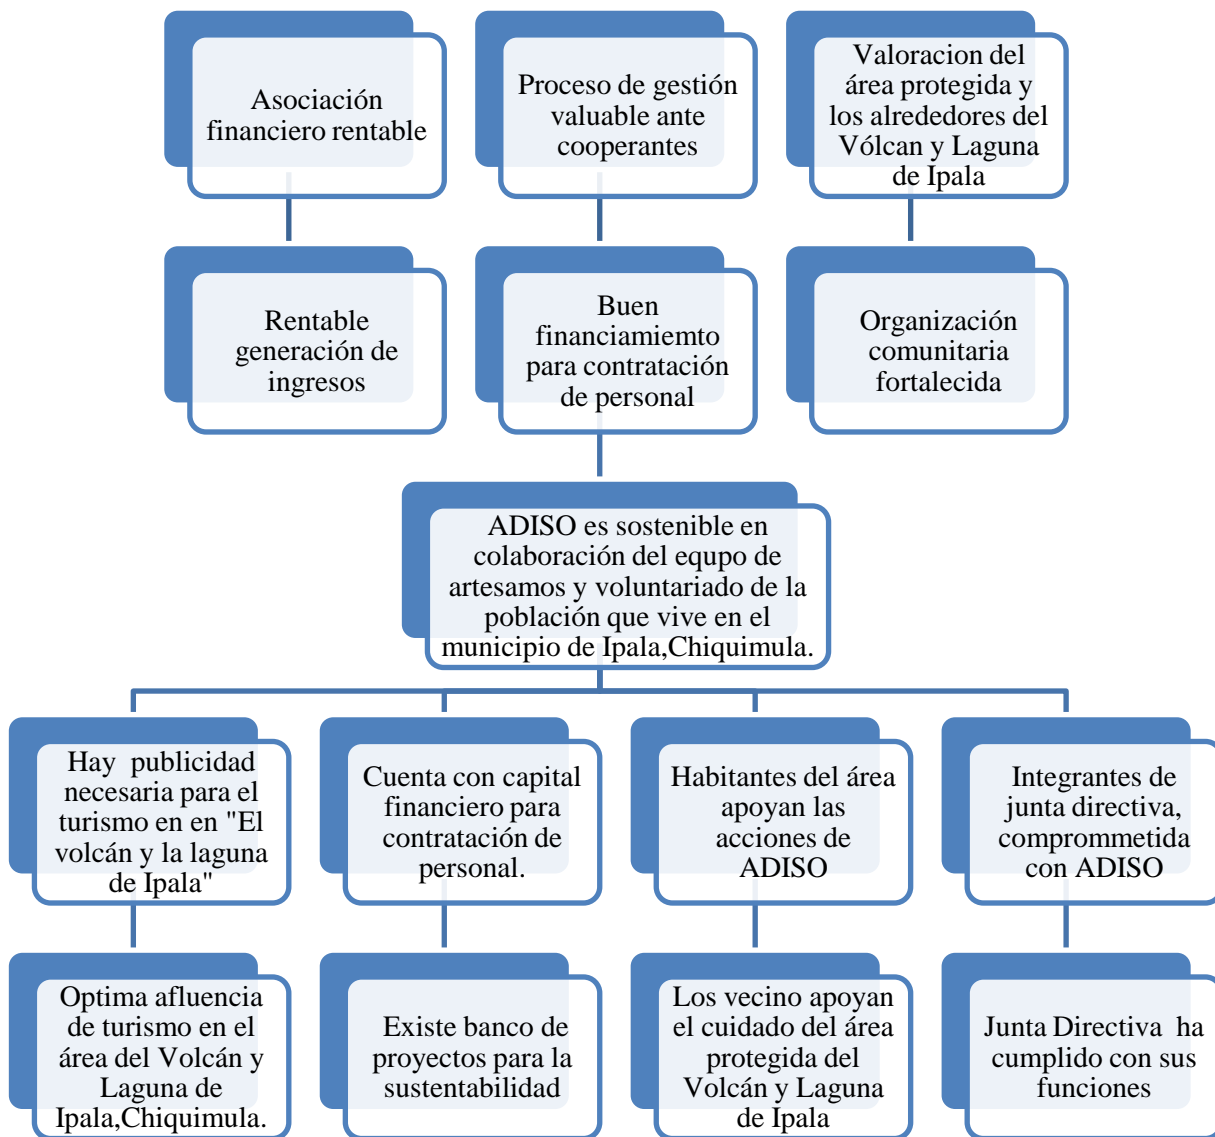 Asociación
financiero rentable
Proceso de gestión
valuable ante
cooperantes
Valoracion del
área protegida y
los alrededores del
Vólcan y Laguna
de Ipala
Rentable
generación de
ingresos
Buen
financiamiemto
para contratación
de personal
Organización
comunitaria
fortalecida
ADISO es sostenible en
colaboración del equpo de
artesamos y voluntariado de la
población que vive en el
municipio de Ipala,Chiquimula.
Hay publicidad
necesaria para el
turismo en en "El
volcán y la laguna
de Ipala"
Cuenta con capital
financiero para
contratación de
personal.
Habitantes del área
apoyan las
acciones de
ADISO
Integrantes de
junta directiva,
comprommetida
con ADISO
Optima afluencia
de turismo en el
área del Volcán y
Laguna de
Ipala,Chiquimula.
Existe banco de
proyectos para la
sustentabilidad
Los vecino apoyan
el cuidado del área
protegida del
Volcán y Laguna
de Ipala
Junta Directiva ha
cumplido con sus
funciones